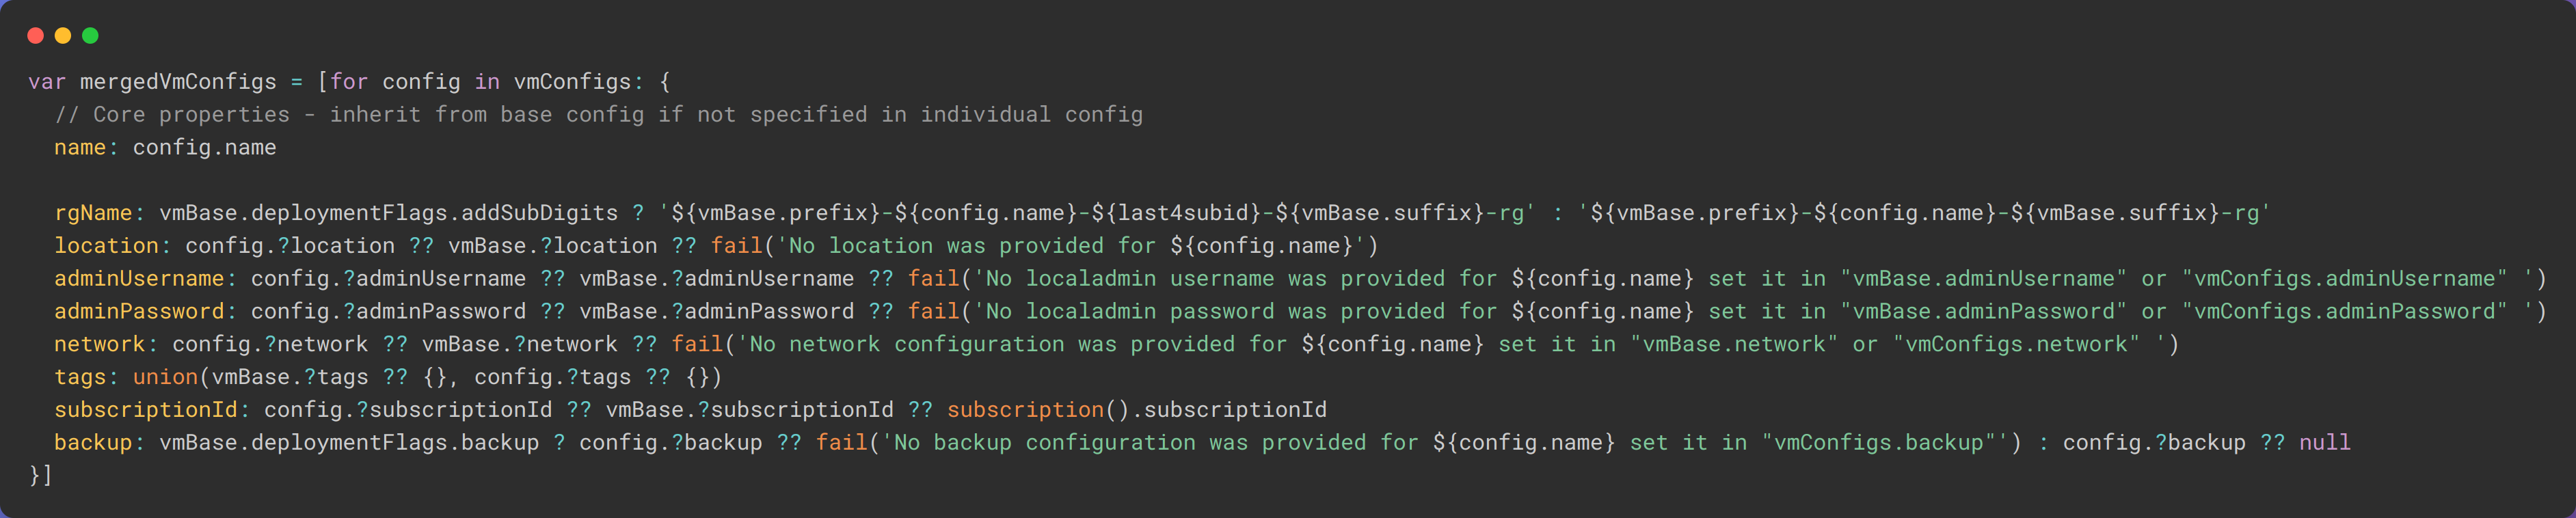 var mergedVmConfigs = [for config in vmConfigs: {
  // Core properties - inherit from base config if not specified in individual config
  name: config.name

  rgName: vmBase.deploymentFlags.addSubDigits ? '${vmBase.prefix}-${config.name}-${last4subid}-${vmBase.suffix}-rg' : '${vmBase.prefix}-${config.name}-${vmBase.suffix}-rg'
  location: config.?location ?? vmBase.?location ?? fail('No location was provided for ${config.name}')
  adminUsername: config.?adminUsername ?? vmBase.?adminUsername ?? fail('No localadmin username was provided for ${config.name} set it in "vmBase.adminUsername" or "vmConfigs.adminUsername" ')
  adminPassword: config.?adminPassword ?? vmBase.?adminPassword ?? fail('No localadmin password was provided for ${config.name} set it in "vmBase.adminPassword" or "vmConfigs.adminPassword" ')
  network: config.?network ?? vmBase.?network ?? fail('No network configuration was provided for ${config.name} set it in "vmBase.network" or "vmConfigs.network" ')
  tags: union(vmBase.?tags ?? {}, config.?tags ?? {})
  subscriptionId: config.?subscriptionId ?? vmBase.?subscriptionId ?? subscription().subscriptionId
  backup: vmBase.deploymentFlags.backup ? config.?backup ?? fail('No backup configuration was provided for ${config.name} set it in "vmConfigs.backup"') : config.?backup ?? null
}]